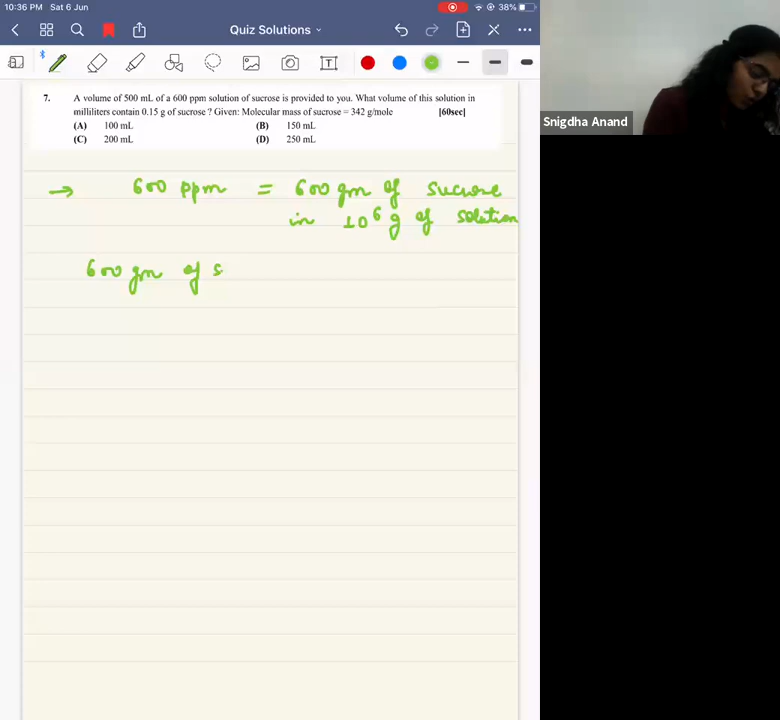 10:36 PM Sat 6 Jun
38%
Quiz Solutions
7. A volume of 500 mL of a 600 ppm solution of sucrose is provided to you. What volume of this solution in
milliliters contain 0.15 g of sucrose ? Given: Molecular mass of sucrose = 342 g/mole |60sec|
(A) 100 mL (B) 150 mL
(C) 200 mL (D) 250 mL
→ 600 ppm = 600 gm of sucrose
in 10⁶ g of solution
600 gm of s
Snigdha Anand